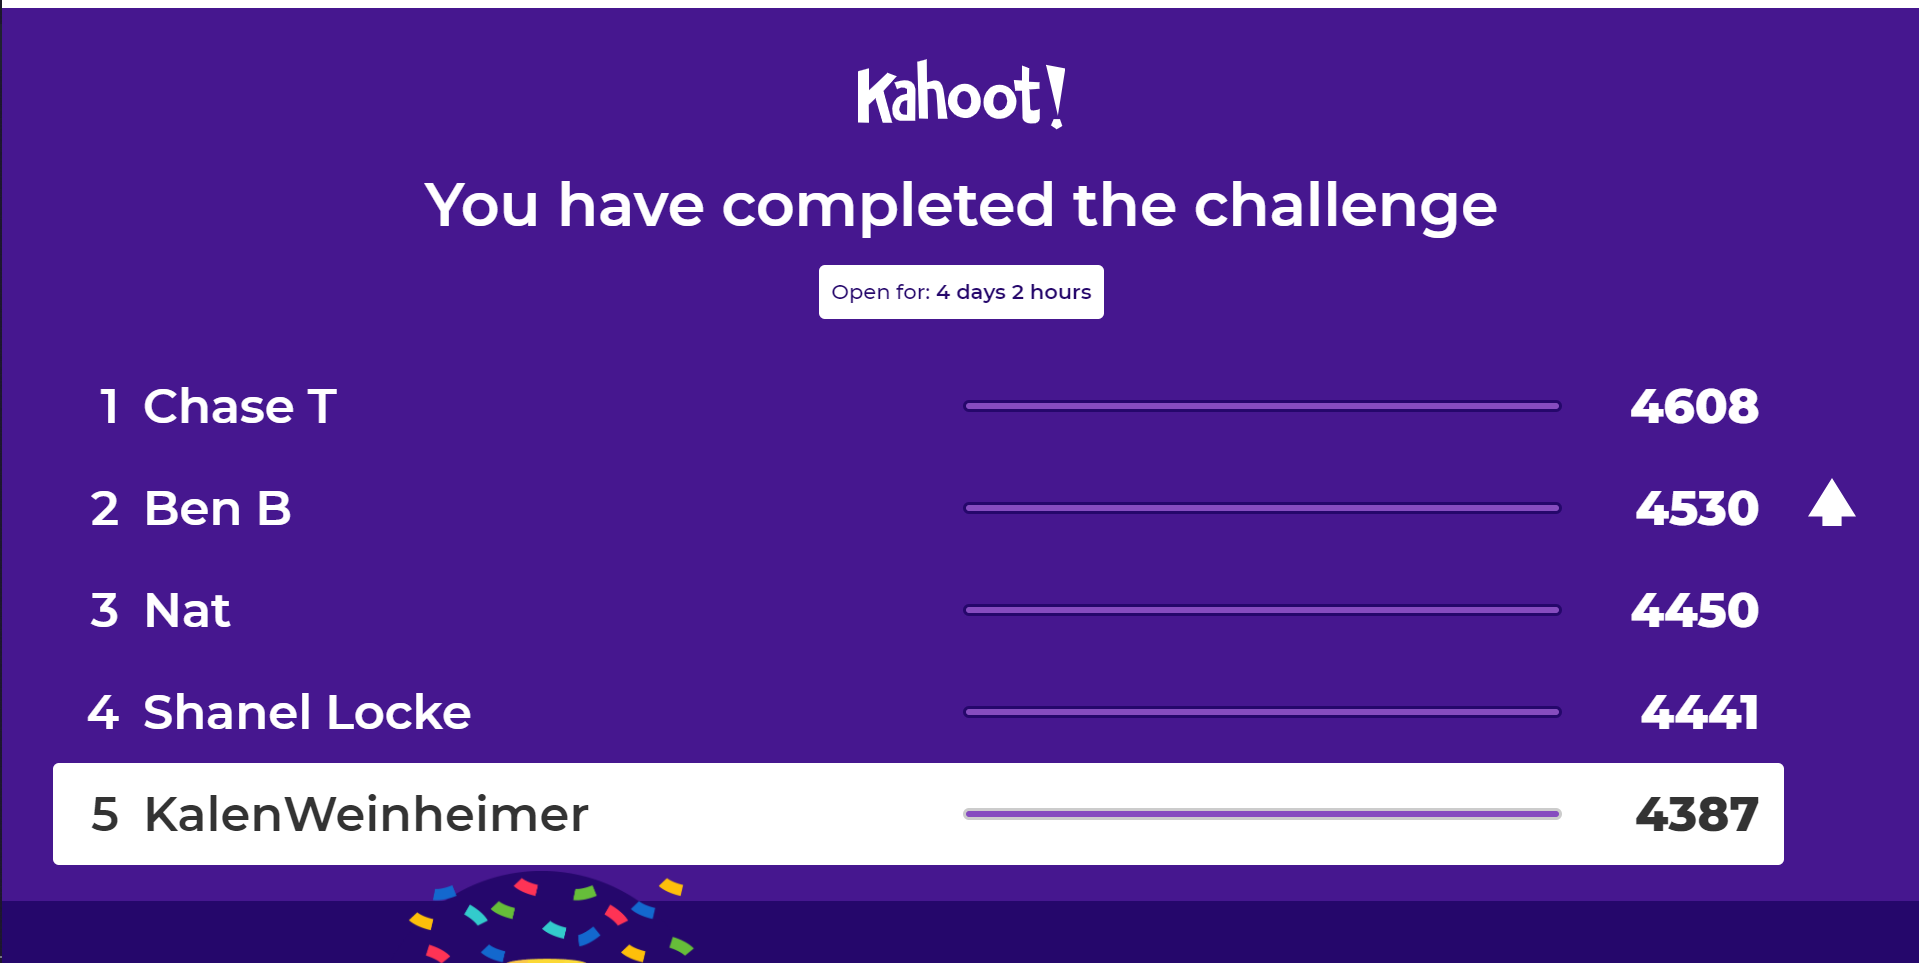 Kahoot!
You have completed the challenge
Open for: 4 days 2 hours
1 Chase T 4608
2 Ben B 4530
3 Nat 4450
4 Shanel Locke 4441
5 KalenWeinheimer 4387